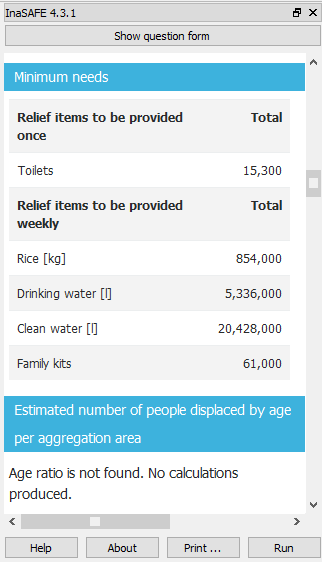 InaSAFE 4.3.1
Show question form
Minimum needs
Relief items to be provided Total
once
Toilets 15,300
Relief items to be provided Total
weekly
Rice [kg] 854,000
Drinking water [l] 5,336,000
Clean water [l] 20,428,000
Family kits 61,000
Estimated number of people displaced by age
per aggregation area
Age ratio is not found. No calculations
produced.
Help About Print ... Run